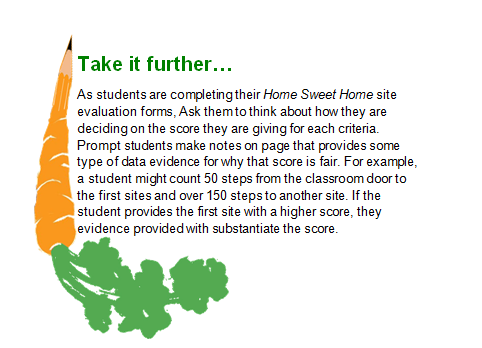 Take it further…
As students are completing their Home Sweet Home site
evaluation forms, Ask them to think about how they are
deciding on the score they are giving for each criteria.
Prompt students make notes on page that provides some
type of data evidence for why that score is fair. For example,
a student might count 50 steps from the classroom door to
the first sites and over 150 steps to another site. If the
student provides the first site with a higher score, they
evidence provided with substantiate the score.